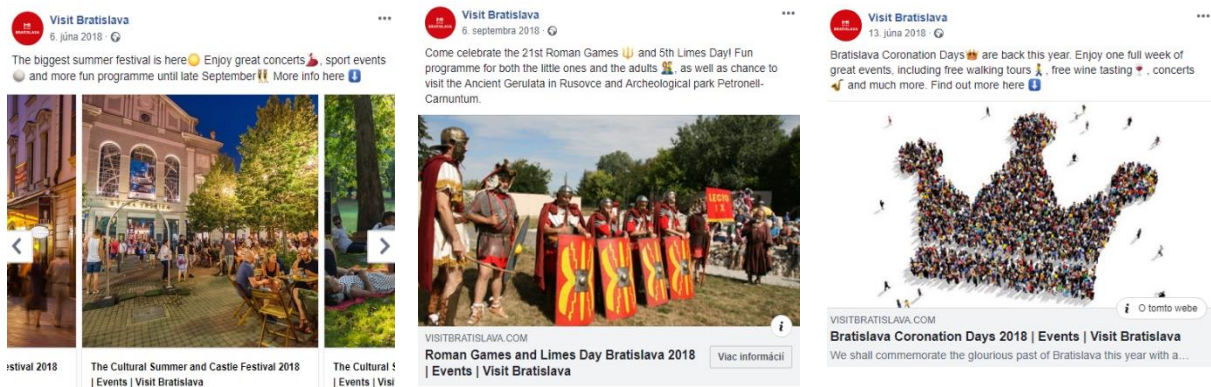 Visit Bratislava
6. júna 2018
The biggest summer festival is here Enjoy great concerts, sport events
and more fun programme until late September More info here
estival 2018
The Cultural Summer and Castle Festival 2018
| Events | Visit Bratislava
The Cultural S
| Events | Visi
Visit Bratislava
6. septembra 2018
Come celebrate the 21st Roman Games and 5th Limes Day! Fun
programme for both the little ones and the adults , as well as chance to
visit the Ancient Gerulata in Rusovce and Archeological park Petronell-
Carnuntum.
LEGIO
IX
VISITBRATISLAVA.COM
Roman Games and Limes Day Bratislava 2018
| Events | Visit Bratislava
Viac informácií
Visit Bratislava
13. júna 2018
Bratislava Coronation Days are back this year. Enjoy one full week of
great events, including free walking tours , free wine tasting , concerts
and much more. Find out more here
O tomto webe
VISITBRATISLAVA.COM
Bratislava Coronation Days 2018 | Events | Visit Bratislava
We shall commemorate the glourious past of Bratislava this year with a…